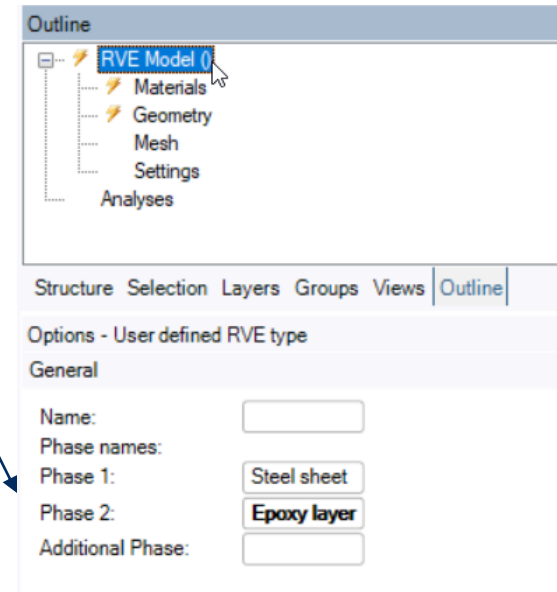 Outline
RVE Model ()
Materials
Geometry
Mesh
Settings
Analyses
Structure Selection Layers Groups Views Outline
Options - User defined RVE type
General
Name:
Phase names:
Phase 1: Steel sheet
Phase 2: Epoxy layer
Additional Phase: